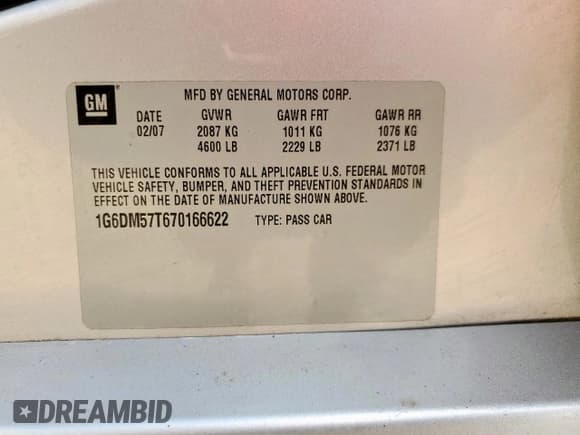 GM
MFD BY GENERAL MOTORS CORP.
DATE GVWR GAWR FRT GAWR RR
02/07 2087 KG 1011 KG 1076 KG
4600 LB 2229 LB 2371 LB
THIS VEHICLE CONFORMS TO ALL APPLICABLE U.S. FEDERAL MOTOR
VEHICLE SAFETY, BUMPER, AND THEFT PREVENTION STANDARDS IN
EFFECT ON THE DATE OF MANUFACTURE SHOWN ABOVE.
1G6DM57T670166622 TYPE: PASS CAR
DREAMBID